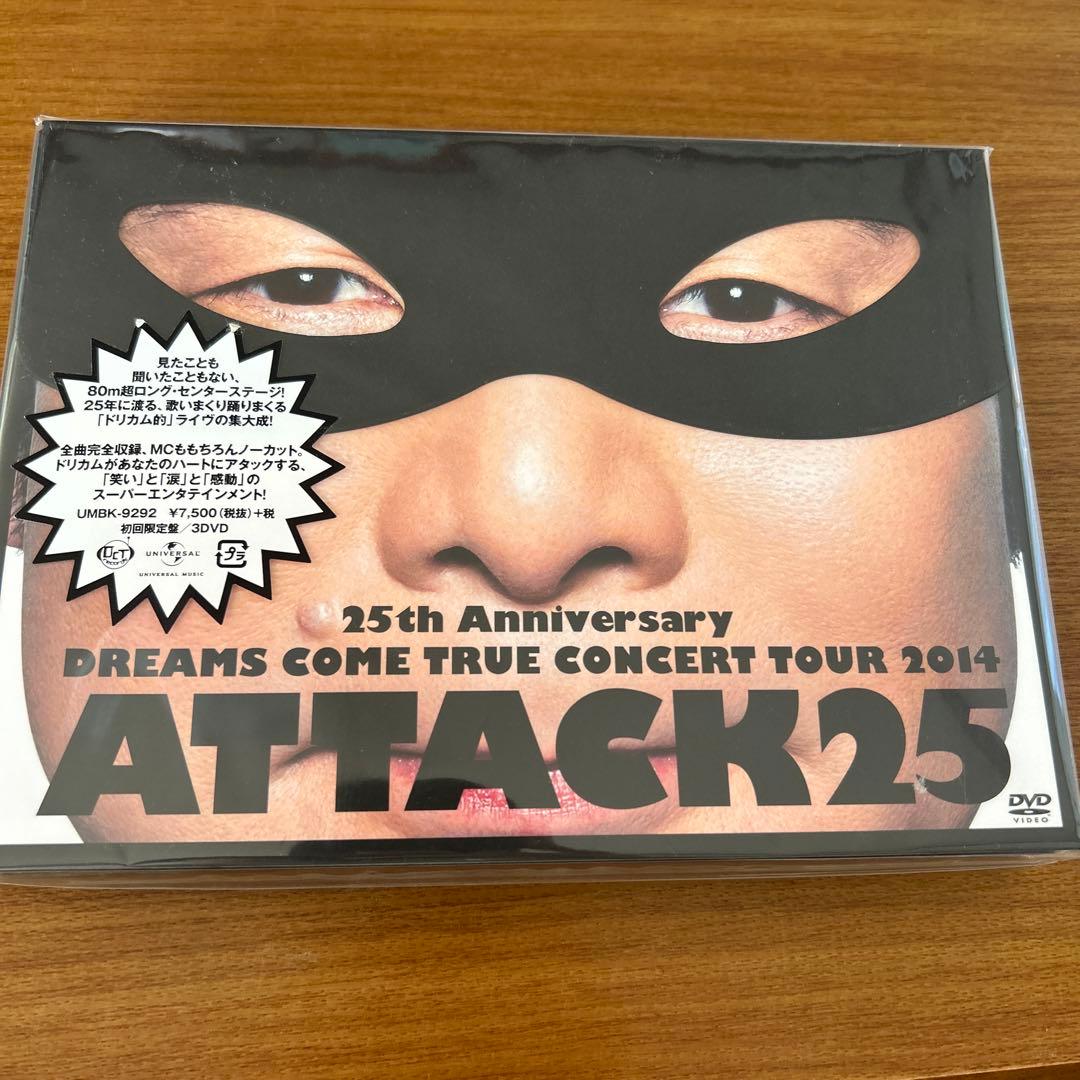 見たことも
聞いたこともない、
80m超ロング・センターステージ!
25年に渡る、歌いまくり踊りまくる
「ドリカム的」ライヴの集大成!
全曲完全収録、MCももちろんノーカット。
ドリカムがあなたのハートにアタックする、
「笑い」と「涙」と「感動」の
スーパーエンタテインメント!
UMBK-9292 ¥7,500(税抜)+税
初回限定盤/3DVD
DCT
records
UNIVERSAL
UNIVERSAL MUSIC
プラ
25th Anniversary
DREAMS COME TRUE CONCERT TOUR 2014
ATTACK25
DVD
VIDEO